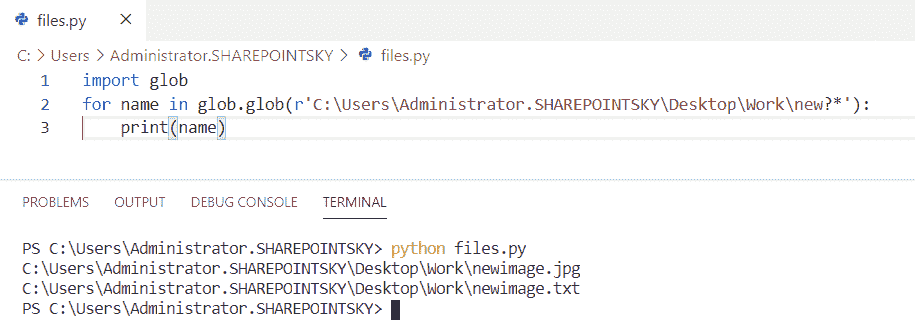 files.py
C: > Users > Administrator.SHAREPOINTSKY > files.py
1 import glob
2 for name in glob.glob(r'C:\Users\Administrator.SHAREPOINTSKY\Desktop\Work\new?*'):
3 print(name)
PROBLEMS OUTPUT DEBUG CONSOLE TERMINAL
PS C:\Users\Administrator.SHAREPOINTSKY> python files.py
C:\Users\Administrator.SHAREPOINTSKY\Desktop\Work\newimage.jpg
C:\Users\Administrator.SHAREPOINTSKY\Desktop\Work\newimage.txt
PS C:\Users\Administrator.SHAREPOINTSKY>